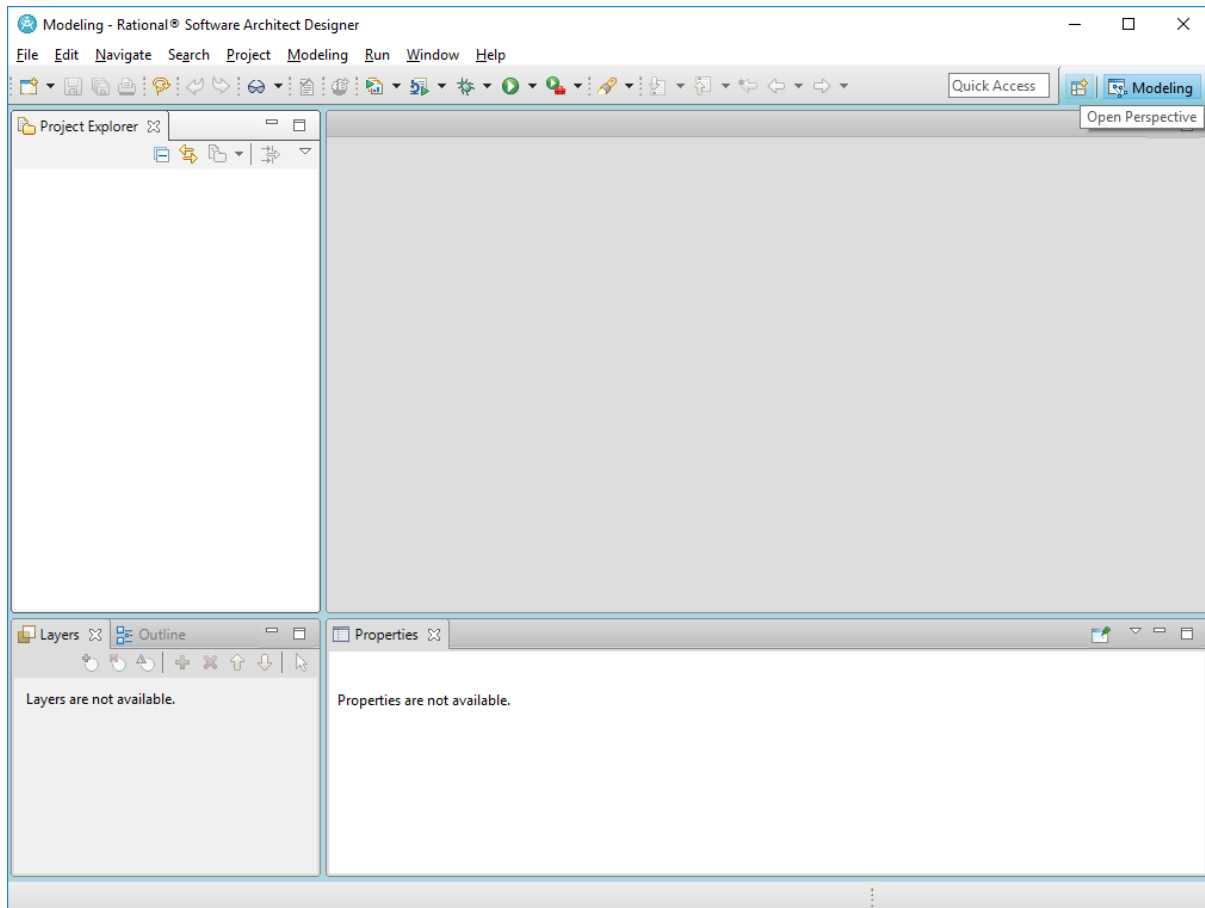 Modeling - Rational® Software Architect Designer
File Edit Navigate Search Project Modeling Run Window Help
Quick Access
Modeling
Open Perspective
Project Explorer
Layers
Outline
Properties
Layers are not available.
Properties are not available.